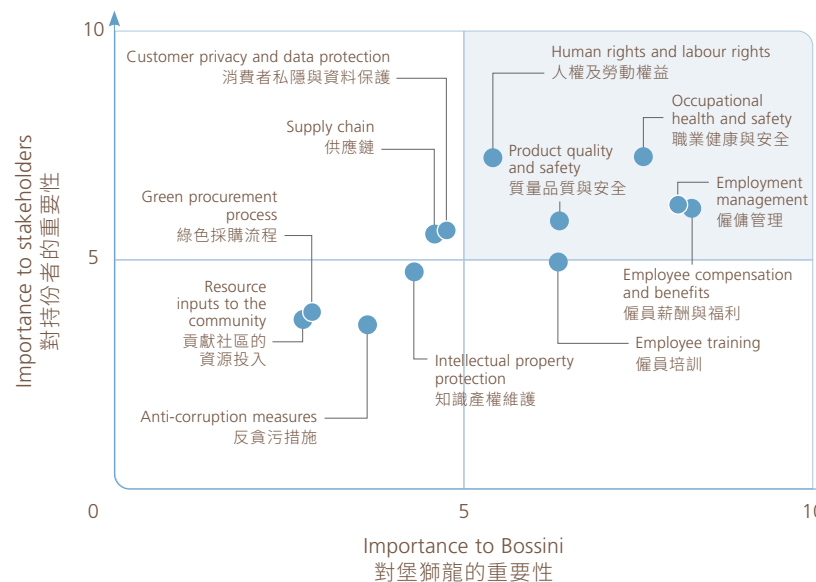 10
Customer privacy and data protection
消費者私隱與資料保護
Human rights and labour rights
人權及勞動權益
Occupational
health and safety
職業健康與安全
Supply chain
供應鏈
Product quality
and safety
質量品質與安全
Green procurement
process
綠色採購流程
Employment
management
僱傭管理
Importance to stakeholders
對持份者的重要性
5
Resource
inputs to the
community
貢獻社區的
資源投入
Employee compensation
and benefits
僱員薪酬與福利
Employee training
僱員培訓
Intellectual property
protection
知識產權維護
Anti-corruption measures
反貪污措施
0
5
10
Importance to Bossini
對堡獅龍的重要性